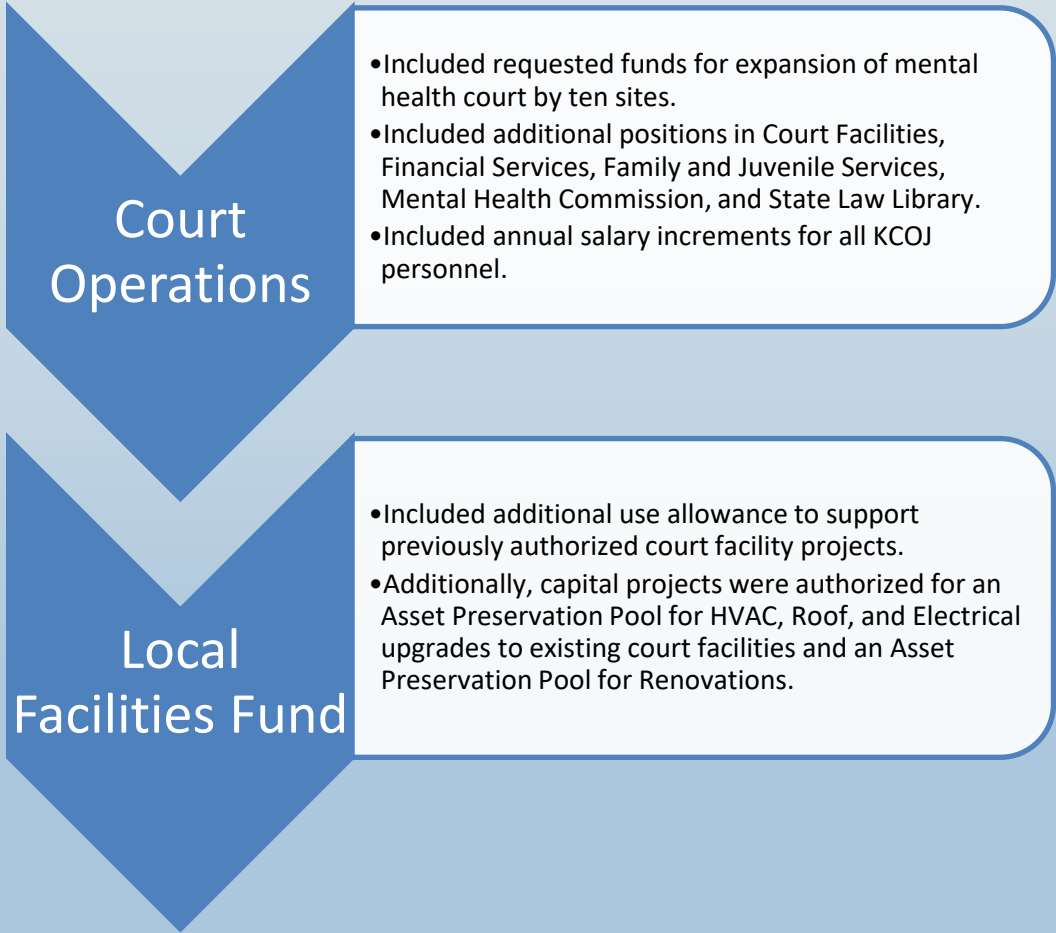 Court
Operations
•Included requested funds for expansion of mental
health court by ten sites.
•Included additional positions in Court Facilities,
Financial Services, Family and Juvenile Services,
Mental Health Commission, and State Law Library.
•Included annual salary increments for all KCOJ
personnel.
Local
Facilities Fund
•Included additional use allowance to support
previously authorized court facility projects.
•Additionally, capital projects were authorized for an
Asset Preservation Pool for HVAC, Roof, and Electrical
upgrades to existing court facilities and an Asset
Preservation Pool for Renovations.